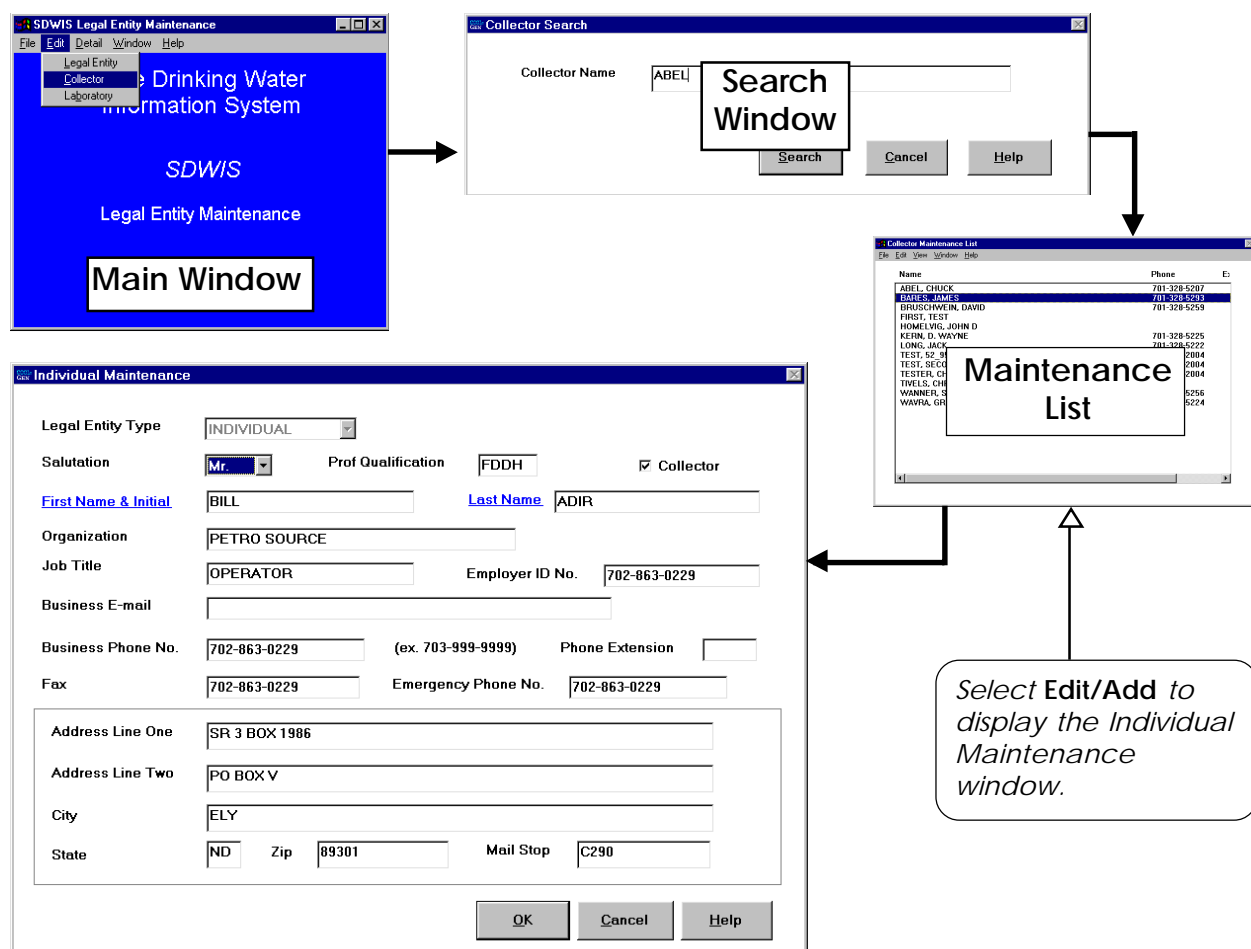 SDWIS Legal Entity Maintenance
File Edit Detail Window Help
Legal Entity
Collector
Laboratory
Drinking Water
Information System
SDWIS
Legal Entity Maintenance
Main Window
Collector Search
Collector Name ABEL
Search
Window
Search Cancel Help
Collector Maintenance List
File Edit View Window Help
Name Phone
ABEL, CHUCK 701-328-5207
BARES, JAMES 701-328-5293
BRUSCHWEIN, DAVID 701-328-5259
FIRST, TEST
HOMELVIG, JOHN D
KERN, D. WAYNE 701-328-5225
LONG, JACK 701-328-5222
TEST, 2004
TEST, 2004
TESTER, 2004
TIVELS,
WANNER, 5256
WAVRA, 5224
Maintenance
List
Individual Maintenance
Legal Entity Type INDIVIDUAL
Salutation Mr. Prof Qualification FDDH Collector
First Name & Initial BILL Last Name ADIR
Organization PETRO SOURCE
Job Title OPERATOR Employer ID No. 702-863-0229
Business E-mail
Business Phone No. 702-863-0229 (ex. 703-999-9999) Phone Extension
Fax 702-863-0229 Emergency Phone No. 702-863-0229
Address Line One SR 3 BOX 1986
Address Line Two PO BOX V
City ELY
State ND Zip 89301 Mail Stop C290
OK Cancel Help
Select Edit/Add to
display the Individual
Maintenance
window.